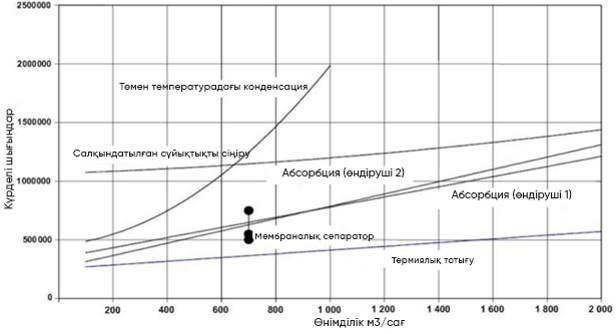 2500000
2000000
1500000
1000000
500000
0
Күрделі шығындар
Төмен температурадағы конденсация
Салқындатылған сұйықтықты сіңіру
Абсорбция (өндіруші 2)
Абсорбция (өндіруші 1)
Мембраналық сепаратор
Термиялық тотығу
200 400 600 800 1 000 1 200 1 400 1 600 1 800 2 000
Өнімділік м3/сағ